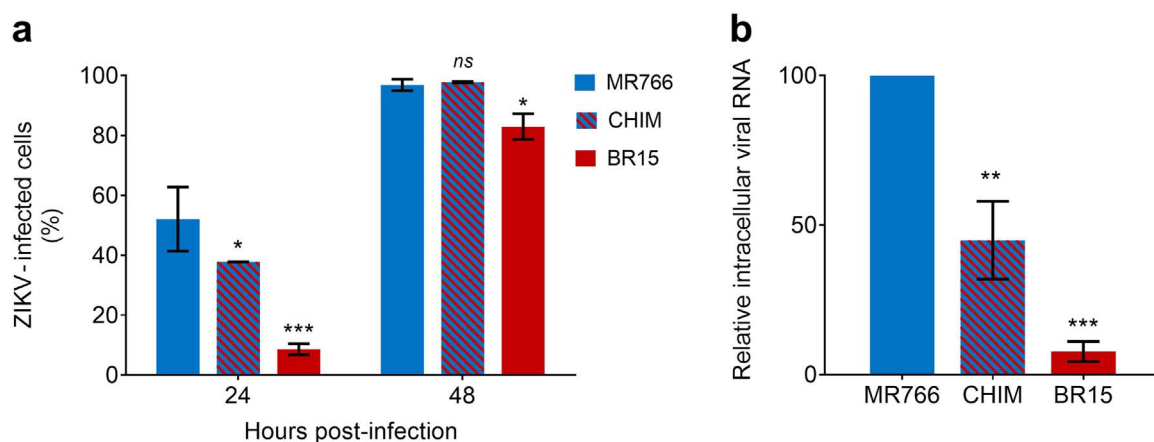 a
ZIKV-infected cells
(%)
100
80
60
40
20
0
*
***
ns
*
24
48
Hours post-infection
MR766
CHIM
BR15
b
Relative intracellular viral RNA
100
50
0
**
***
MR766 CHIM BR15